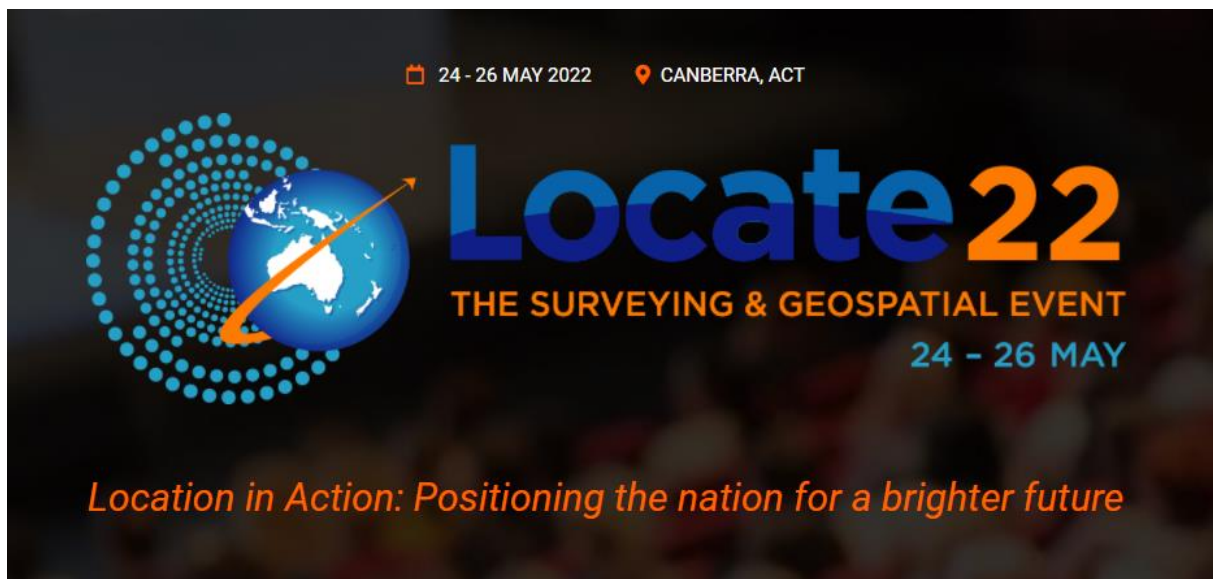 24 - 26 MAY 2022 CANBERRA, ACT
Locate22
THE SURVEYING & GEOSPATIAL EVENT
24 – 26 MAY
Location in Action: Positioning the nation for a brighter future